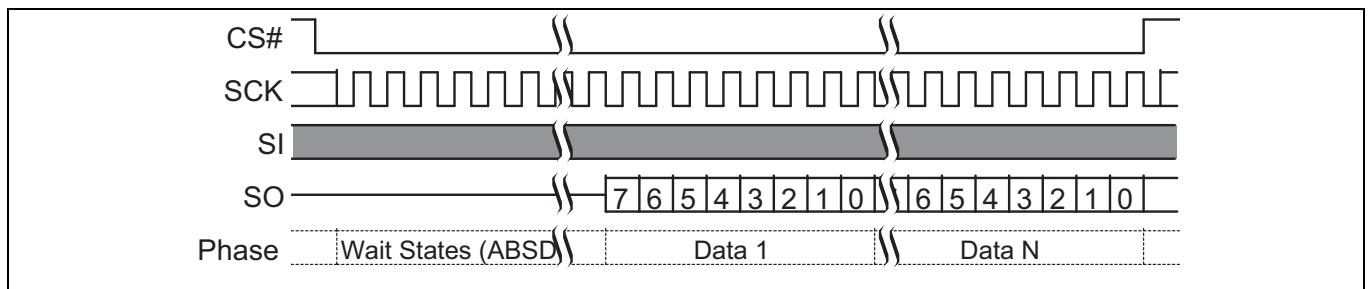 CS#
SCK
SI
SO 7 6 5 4 3 2 1 0 6 5 4 3 2 1 0
Phase Wait States (ABSD Data 1 Data N